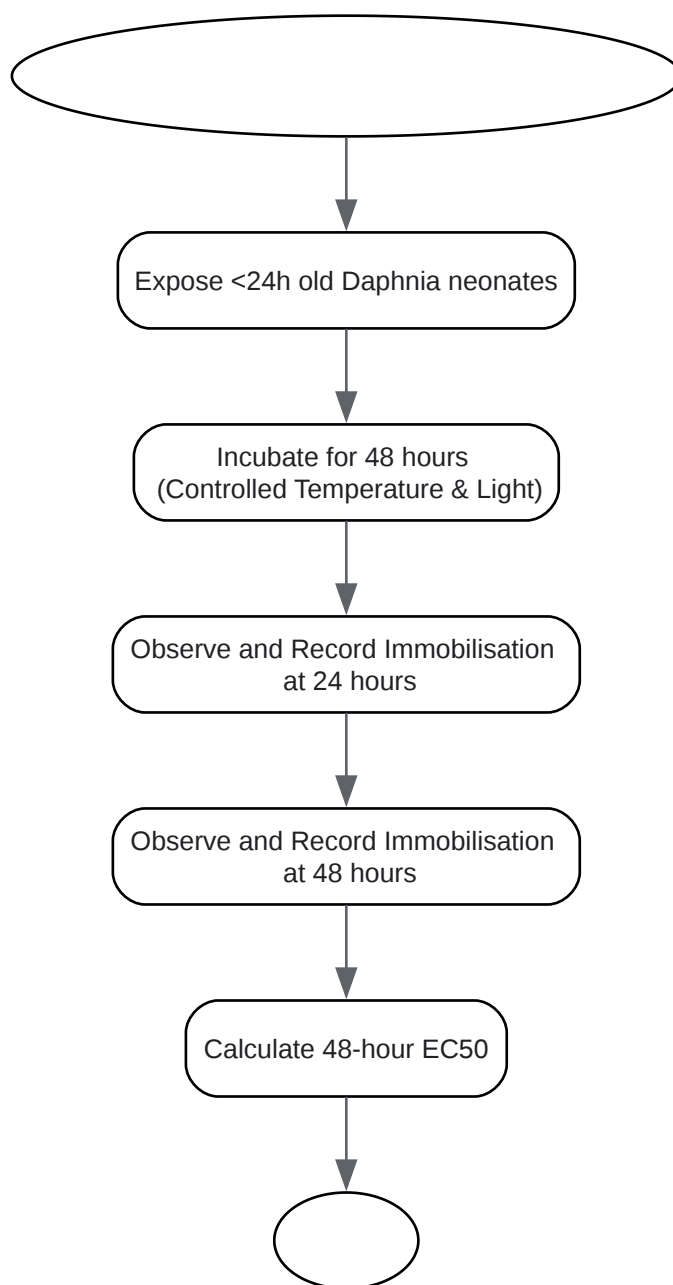 Expose <24h old Daphnia neonates
Incubate for 48 hours
(Controlled Temperature & Light)
Observe and Record Immobilisation
at 24 hours
Observe and Record Immobilisation
at 48 hours
Calculate 48-hour EC50